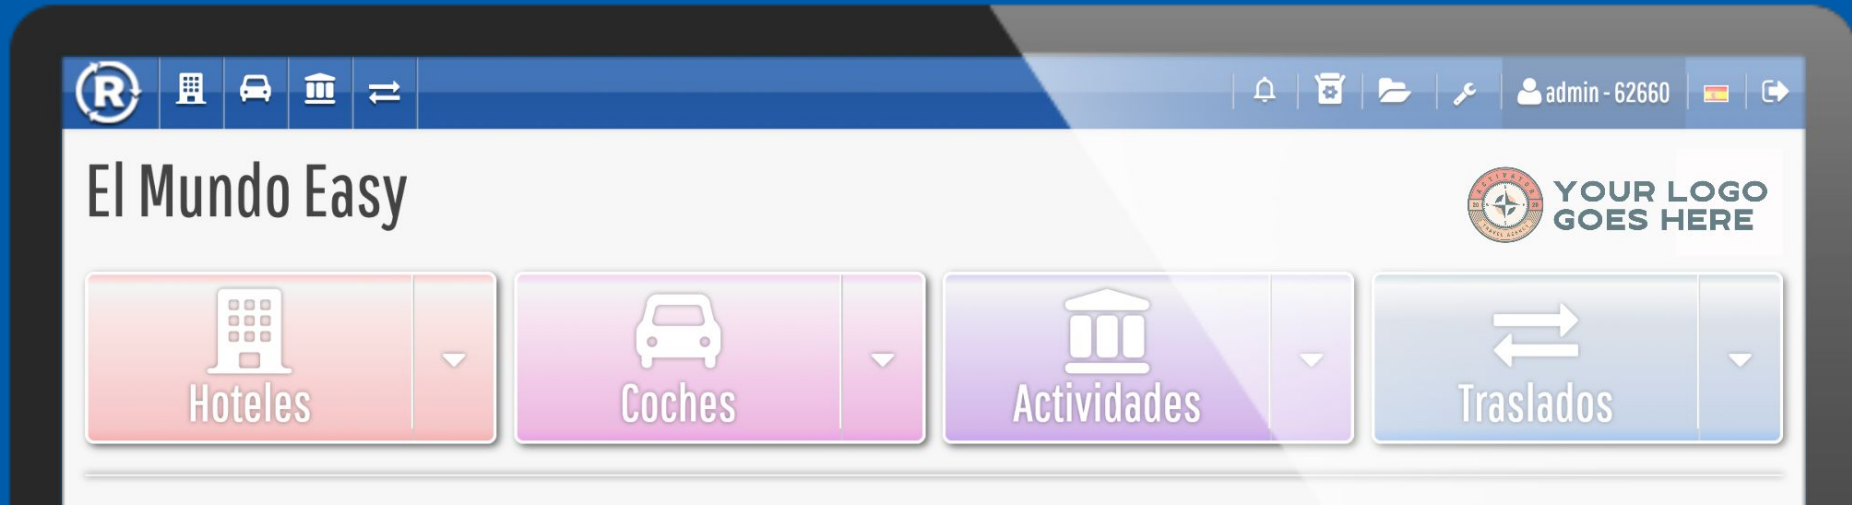 R
admin - 62660
El Mundo Easy
YOUR LOGO
GOES HERE
Hoteles
Coches
Actividades
Traslados